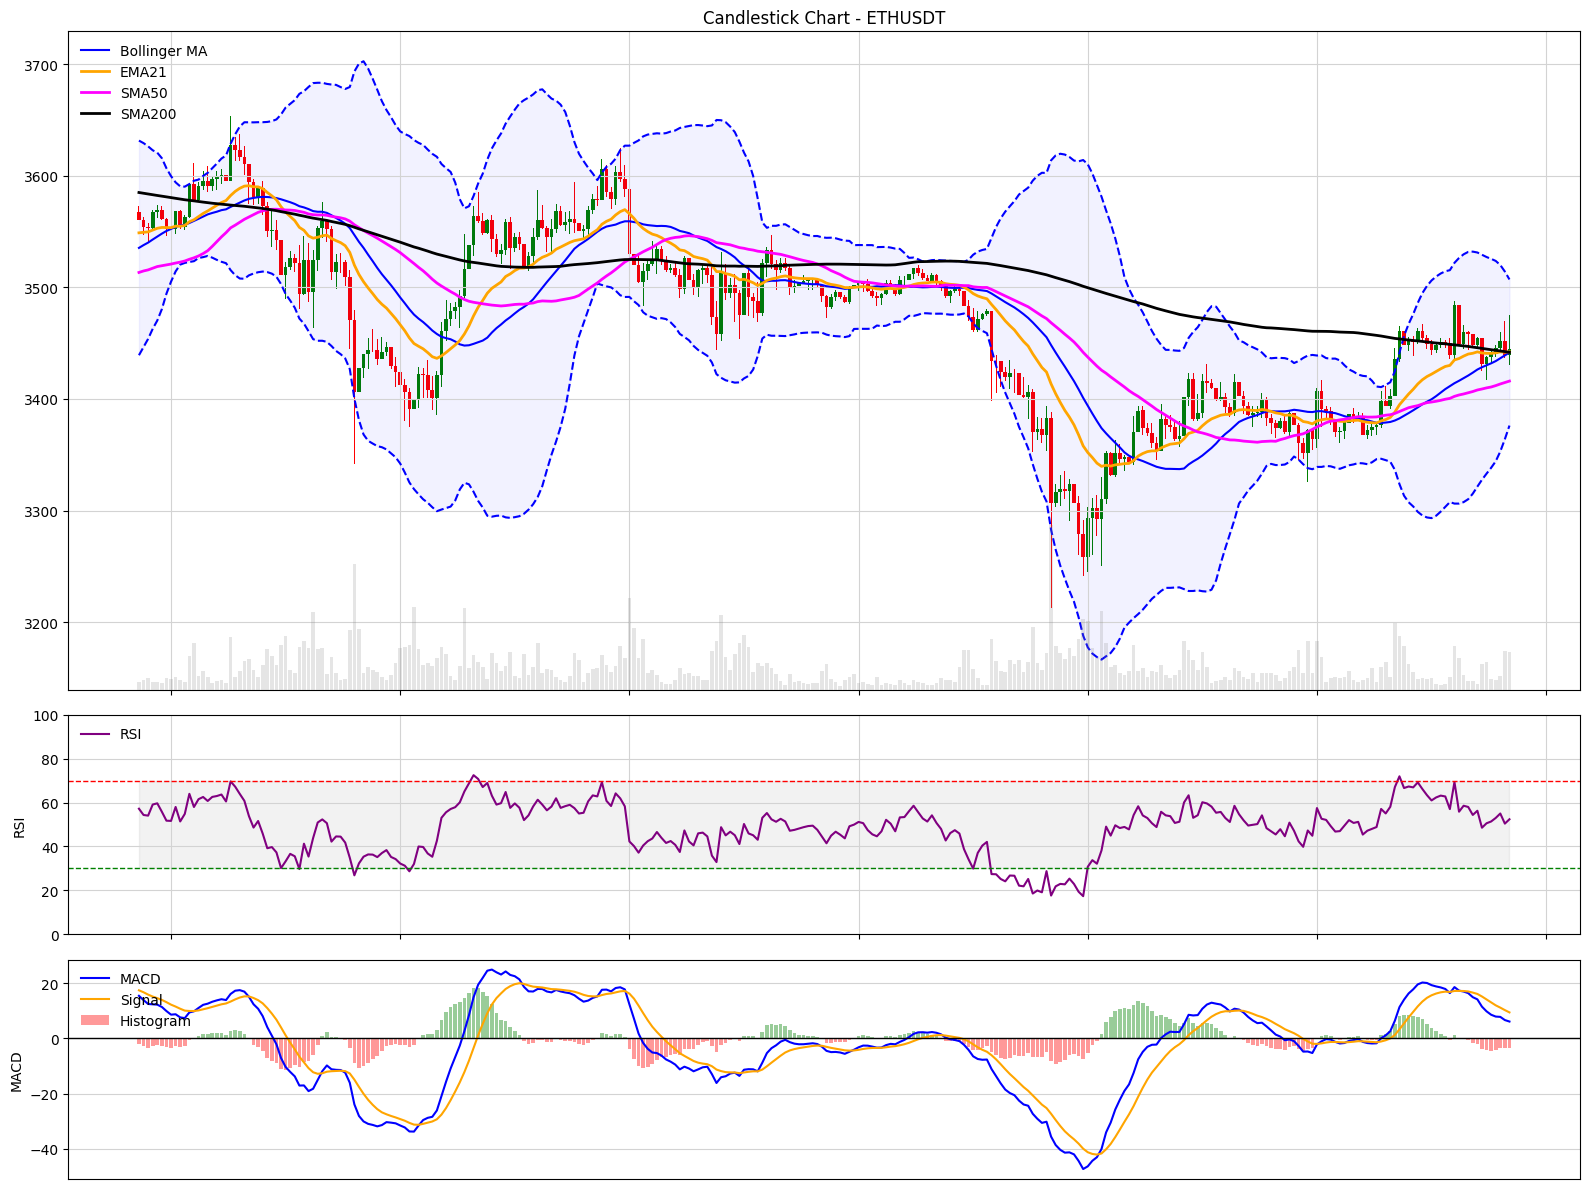 Candlestick Chart - ETHUSDT
Bollinger MA
EMA21
SMA50
SMA200
3700
3600
3500
3400
3300
3200
RSI
100
80
60
40
20
0
RSI
MACD
Signal
Histogram
20
0
−20
−40
MACD